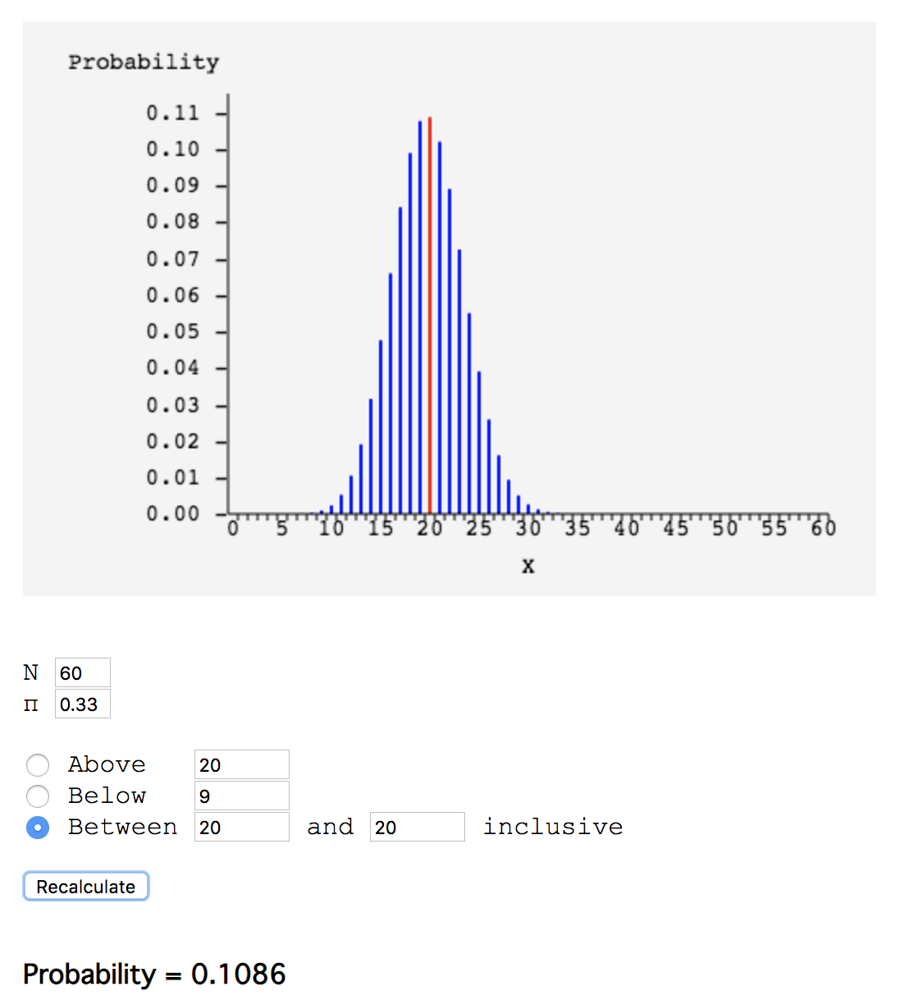 Probability
0.11
0.10
0.09
0.08
0.07
0.06
0.05
0.04
0.03
0.02
0.01
0.00
0 5 10 15 20 25 30 35 40 45 50 55 60
X
N 60
Π 0.33
Above 20
Below 9
Between 20 and 20 inclusive
Recalculate
Probability = 0.1086